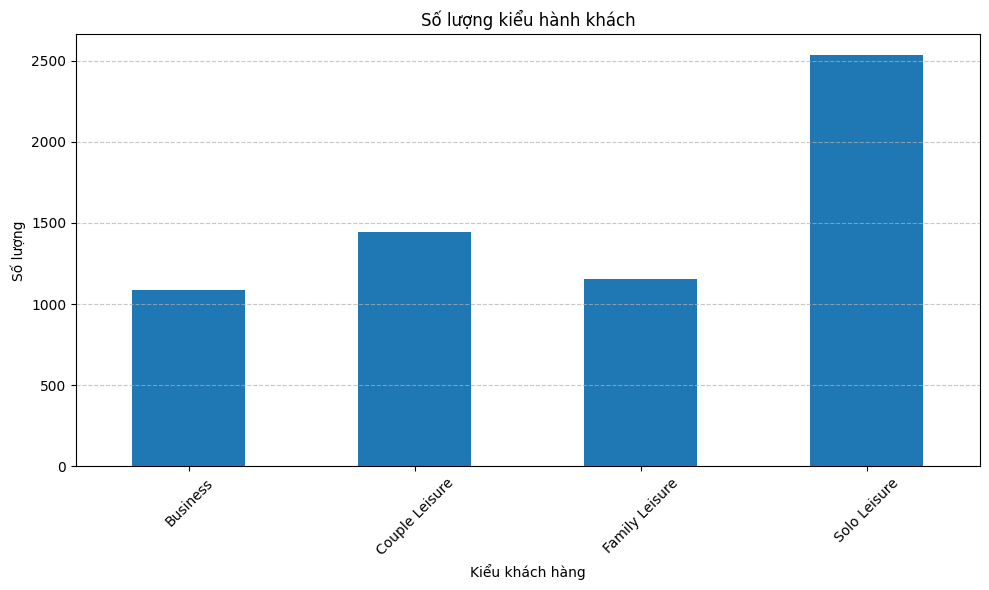 Số lượng kiểu hành khách
Số lượng
2500
2000
1500
1000
500
0
Business
Couple Leisure
Family Leisure
Solo Leisure
Kiểu khách hàng